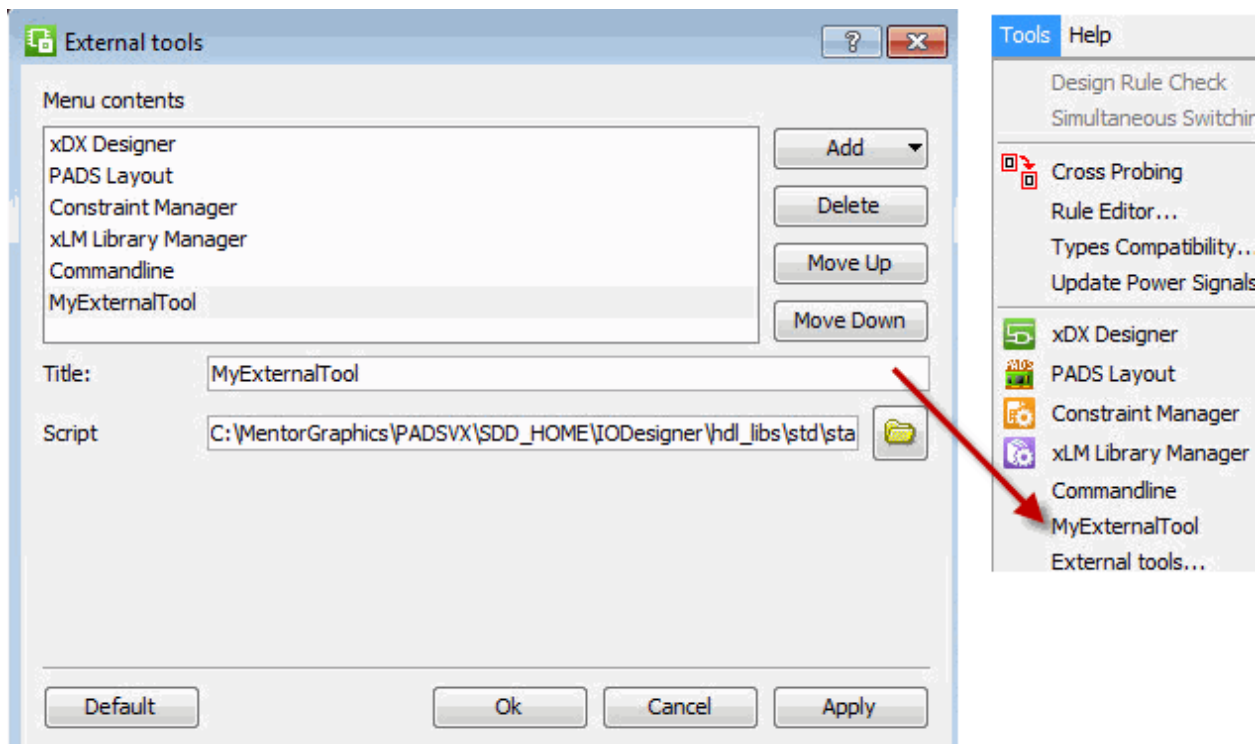 External tools
?
Menu contents
xDX Designer
PADS Layout
Constraint Manager
xLM Library Manager
Commandline
MyExternalTool
Add
Delete
Move Up
Move Down
Title:
MyExternalTool
Script
C:\MentorGraphics\PADSVX\SDD_HOME\IODesigner\hdl_libs\std\sta
Default
Ok
Cancel
Apply
Tools Help
Design Rule Check
Simultaneous
Cross Probing
Rule Editor...
Types Compatibility...
Update Power Signals
xDX Designer
PADS Layout
Constraint Manager
xLM Library Manager
Commandline
MyExternalTool
External tools...